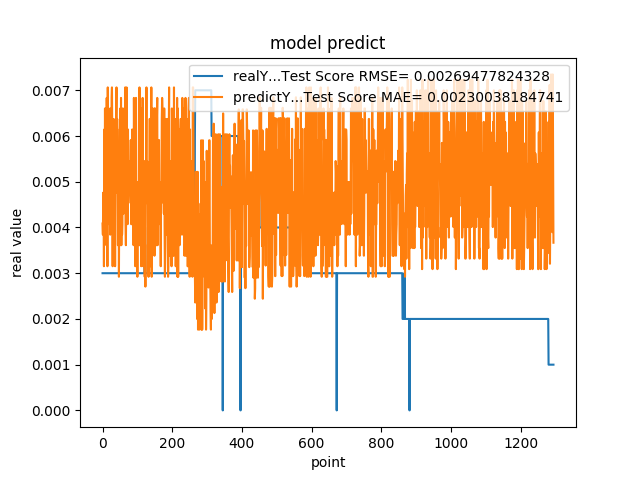 model predict
realY...Test Score RMSE= 0.00269477824328
predictY...Test Score MAE= 0.00230038184741
0.007
0.006
0.005
0.004
0.003
0.002
0.001
0.000
real value
0 200 400 600 800 1000 1200
point